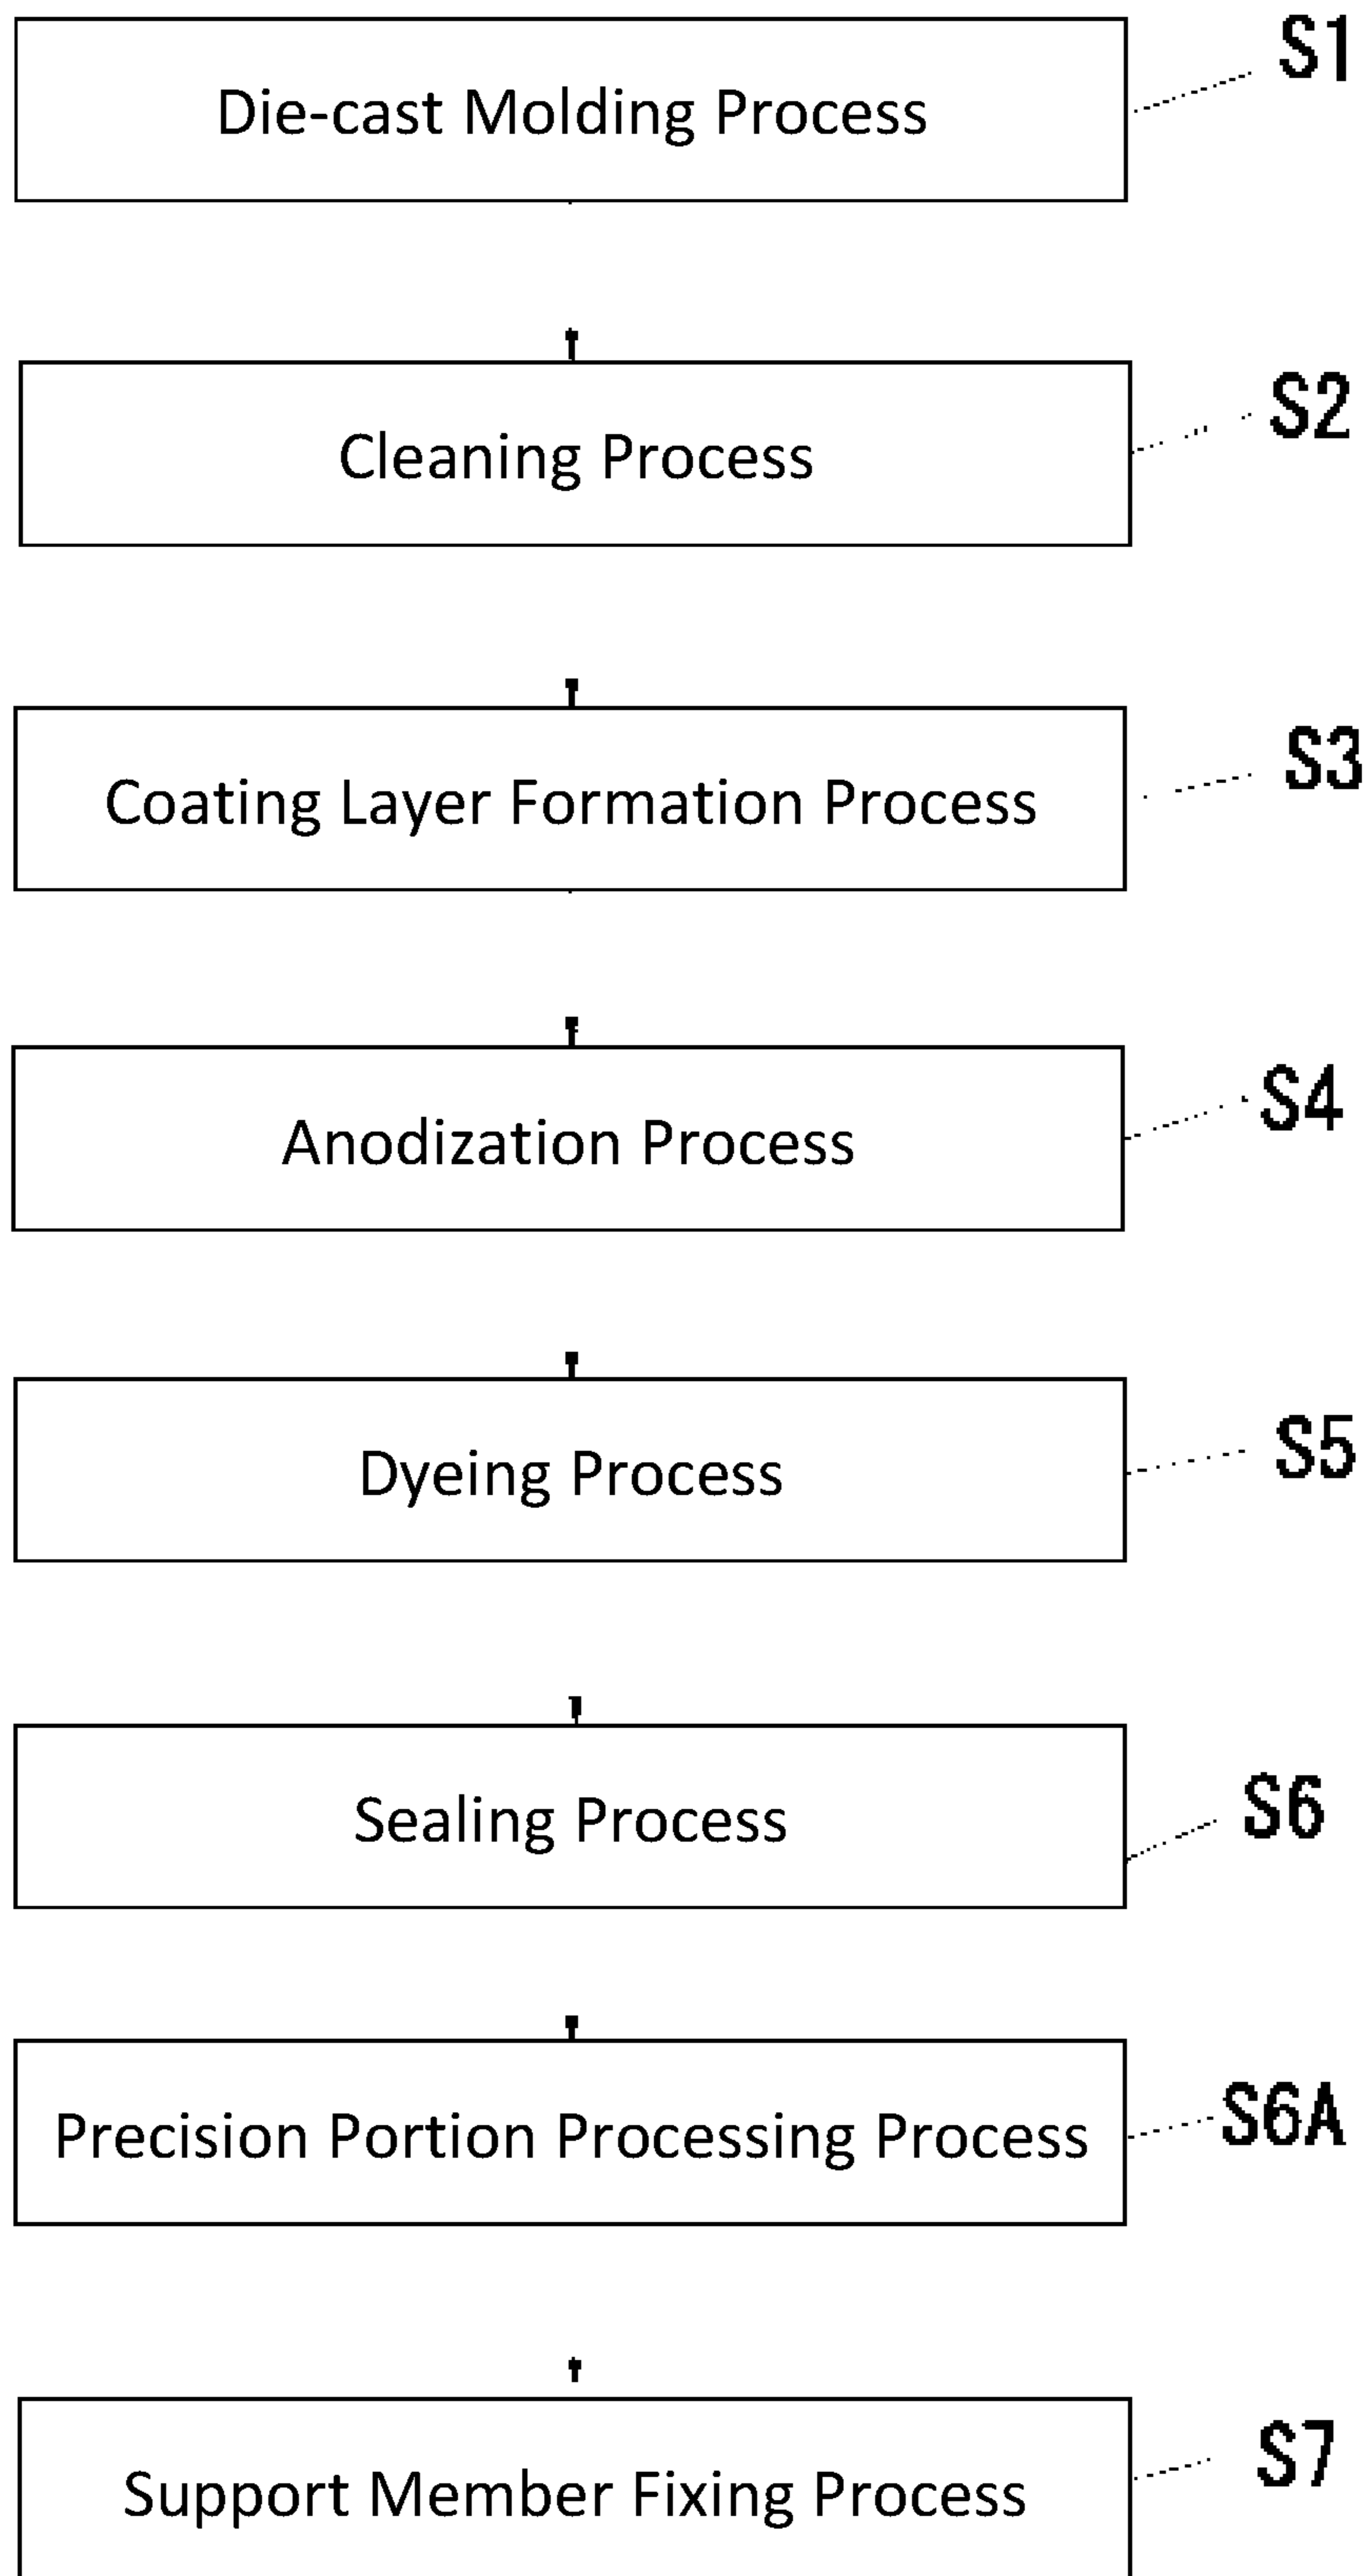 Die-cast Molding Process
S1
Cleaning Process
S2
Coating Layer Formation Process
S3
Anodization Process
S4
Dyeing Process
S5
Sealing Process
S6
Precision Portion Processing Process
S6A
Support Member Fixing Process
S7